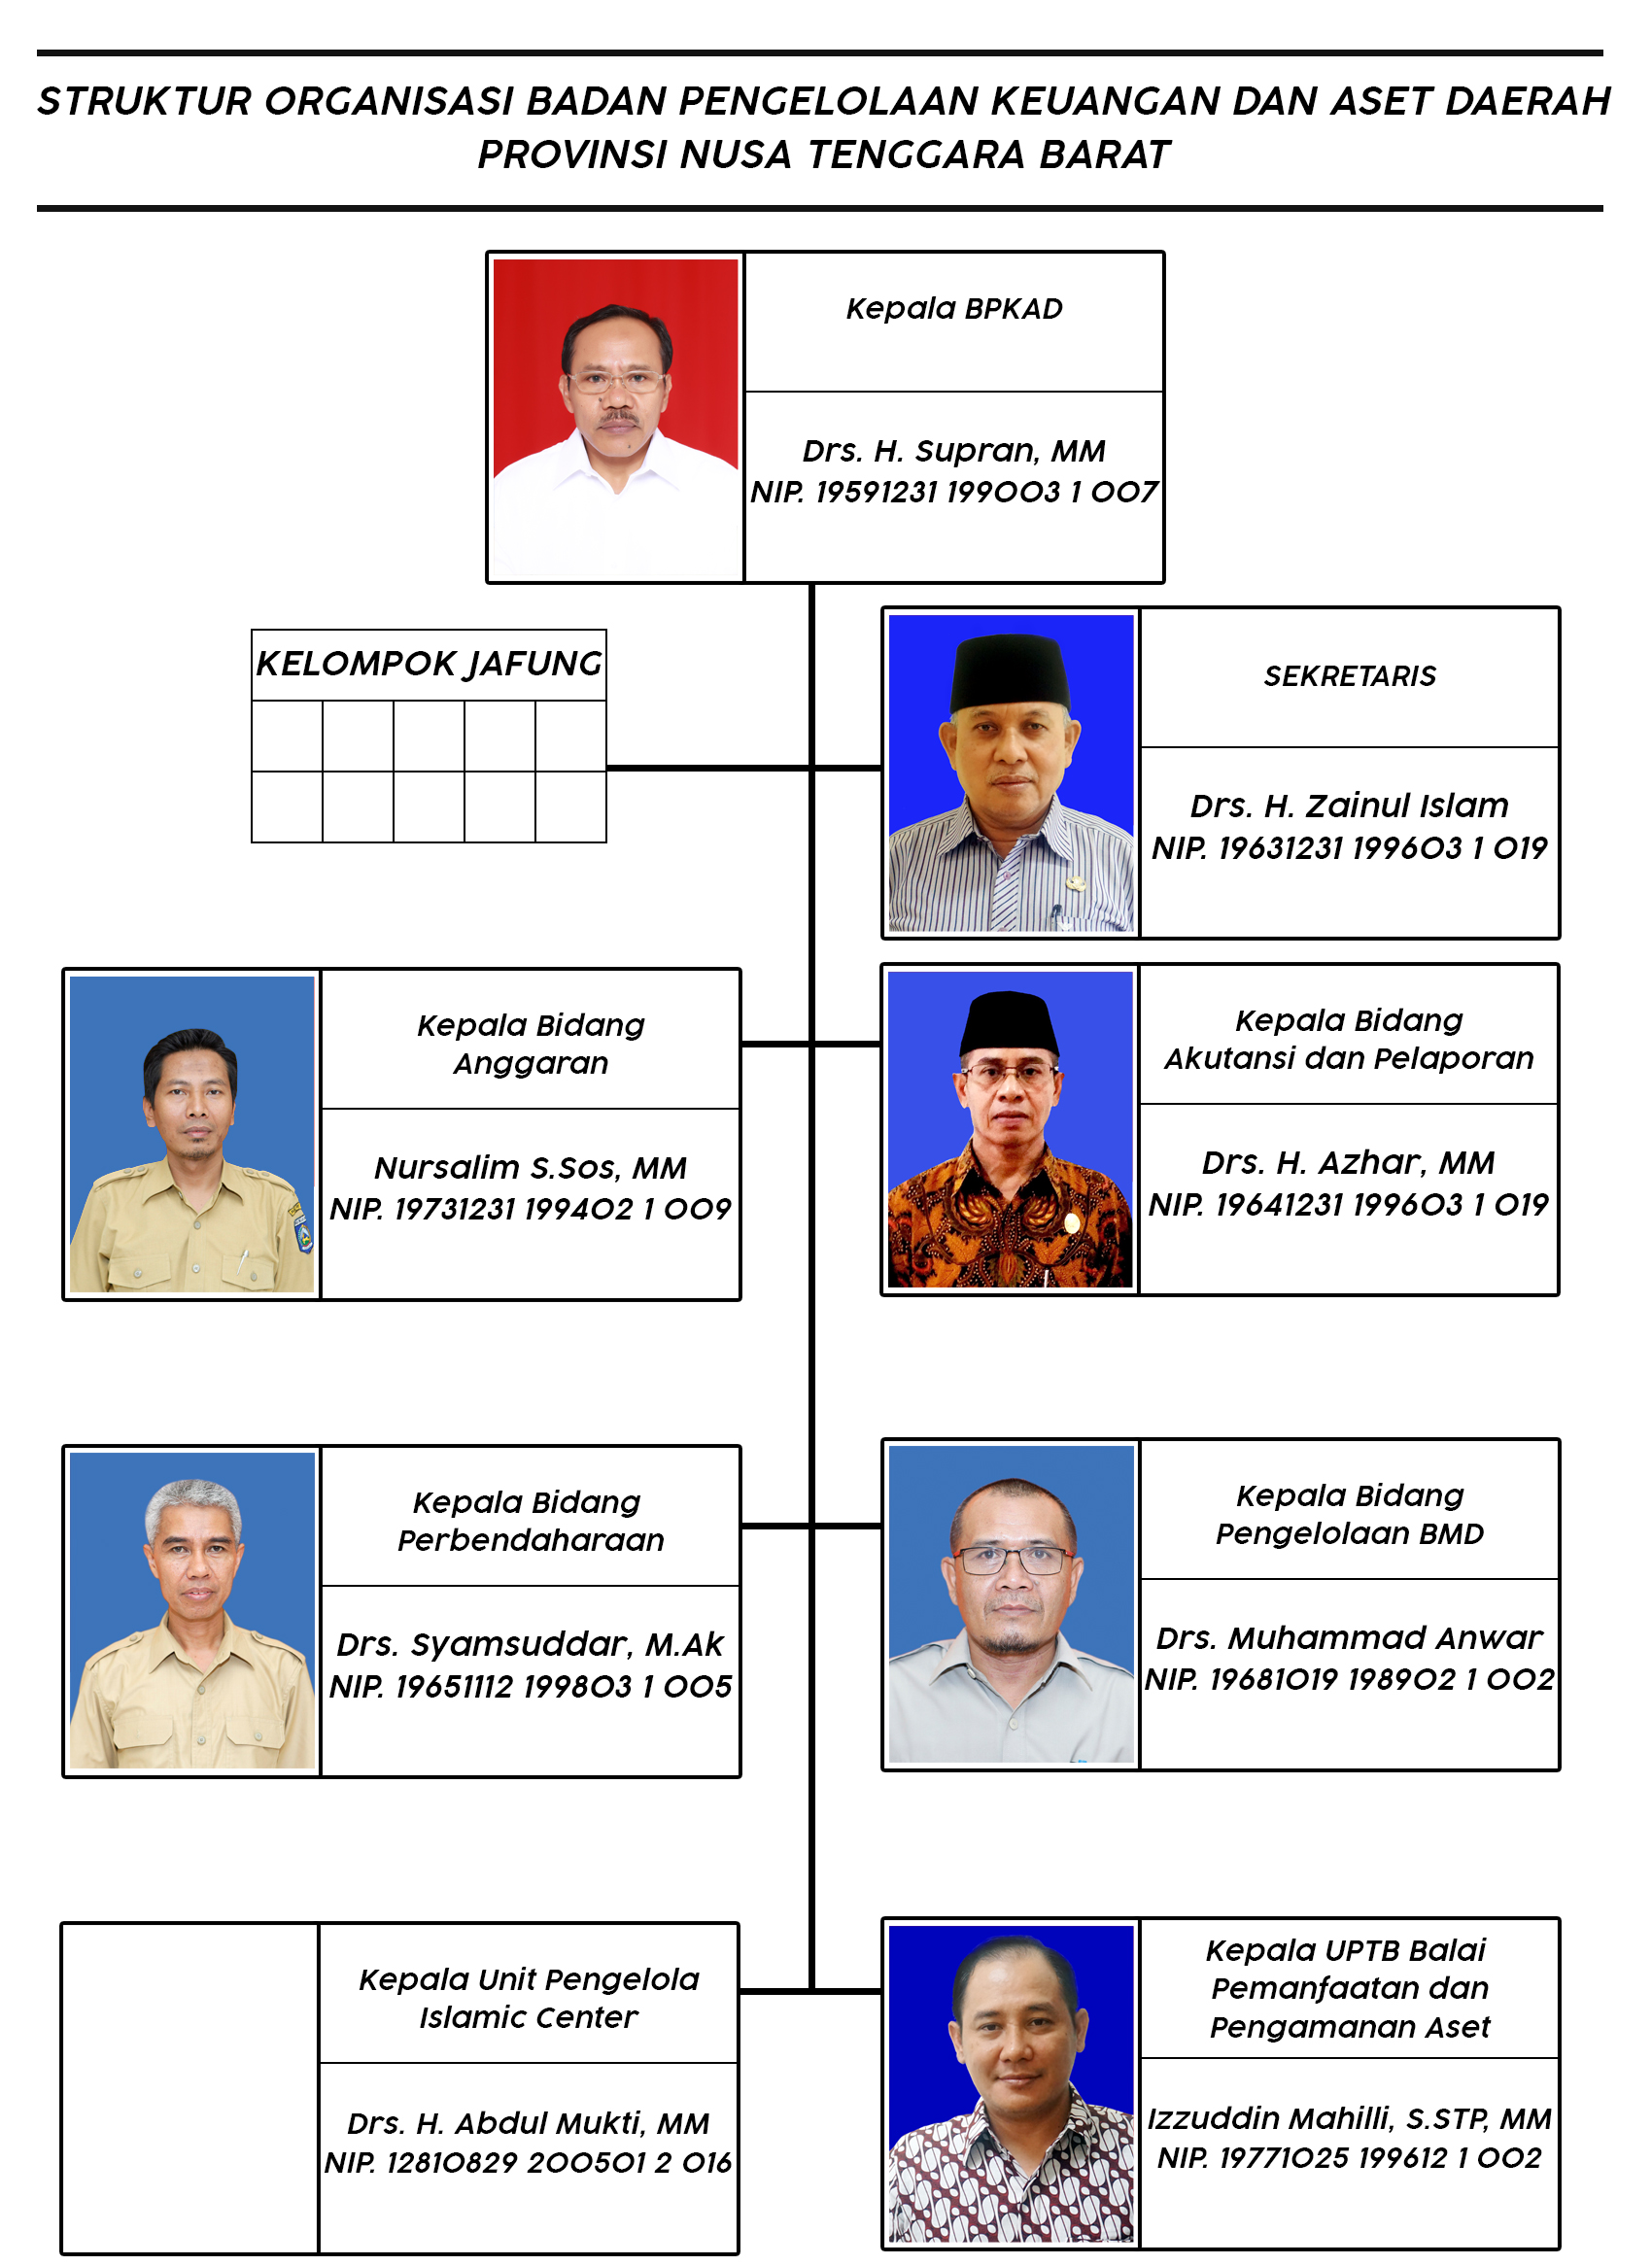 STRUKTUR ORGANISASI BADAN PENGELOLAAN KEUANGAN DAN ASET DAERAH
PROVINSI NUSA TENGGARA BARAT
Kepala BPKAD
Drs. H. Supran, MM
NIP. 19591231 199003 1 007
KELOMPOK JAFUNG
SEKRETARIS
Drs. H. Zainul Islam
NIP. 19631231 199603 1 019
Kepala Bidang
Anggaran
Nursalim S.Sos, MM
NIP. 19731231 199402 1 009
Kepala Bidang
Akutansi dan Pelaporan
Drs. H. Azhar, MM
NIP. 19641231 199603 1 019
Kepala Bidang
Perbendaharaan
Drs. Syamsuddar, M.Ak
NIP. 19651112 199803 1 005
Kepala Bidang
Pengelolaan BMD
Drs. Muhammad Anwar
NIP. 19681019 198902 1 002
Kepala Unit Pengelola
Islamic Center
Drs. H. Abdul Mukti, MM
NIP. 12810829 200501 2 016
Kepala UPTB Balai
Pemanfaatan dan
Pengamanan Aset
Izzuddin Mahilli, S.STP, MM
NIP. 19771025 199612 1 002